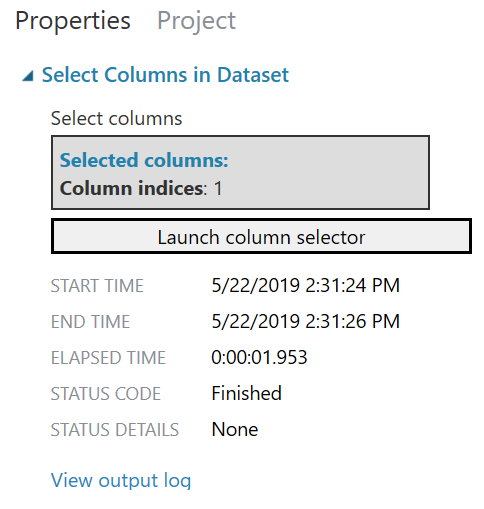 Properties Project
Select Columns in Dataset
Select columns
Selected columns:
Column indices: 1
Launch column selector
START TIME 5/22/2019 2:31:24 PM
END TIME 5/22/2019 2:31:26 PM
ELAPSED TIME 0:00:01.953
STATUS CODE Finished
STATUS DETAILS None
View output log